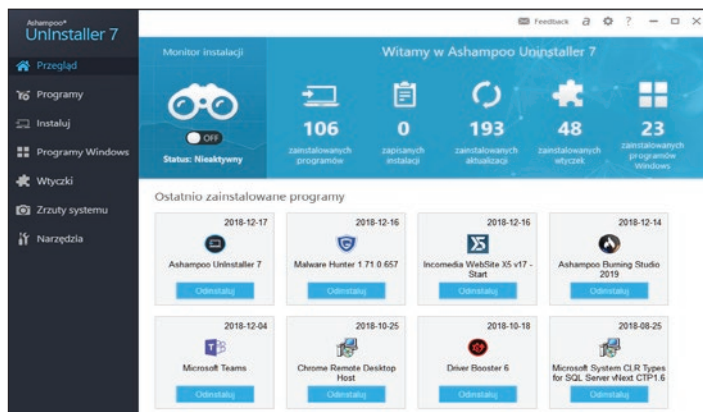 Ashampoo®
UnInstaller 7
Feedback
a
?
Przegląd
Programy
Instaluj
Programy Windows
Wtyczki
Zrzuty systemu
Narzędzia
Monitor instalacji
OFF
Status: Nieaktywny
Witamy w Ashampoo Uninstaller 7
106
zainstalowanych
programów
0
zapisanych
instalacji
193
zainstalowanych
aktualizacji
48
zainstalowanych
wtyczek
23
zainstalowanych
programów
Windows
Ostatnio zainstalowane programy
2018-12-17
Ashampoo UnInstaller 7
Odinstaluj
2018-12-16
Malware Hunter 1.71.0.657
Odinstaluj
2018-12-16
X5
Incomedia WebSite X5 v17 -
Start
Odinstaluj
2018-12-14
Ashampoo Burning Studio
2019
Odinstaluj
2018-12-04
Microsoft Teams
Odinstaluj
2018-10-25
Chrome Remote Desktop
Host
Odinstaluj
2018-10-18
Driver Booster 6
Odinstaluj
2018-08-25
Microsoft System CLR Types
for SQL Server vNext CTP1.6
Odinstaluj